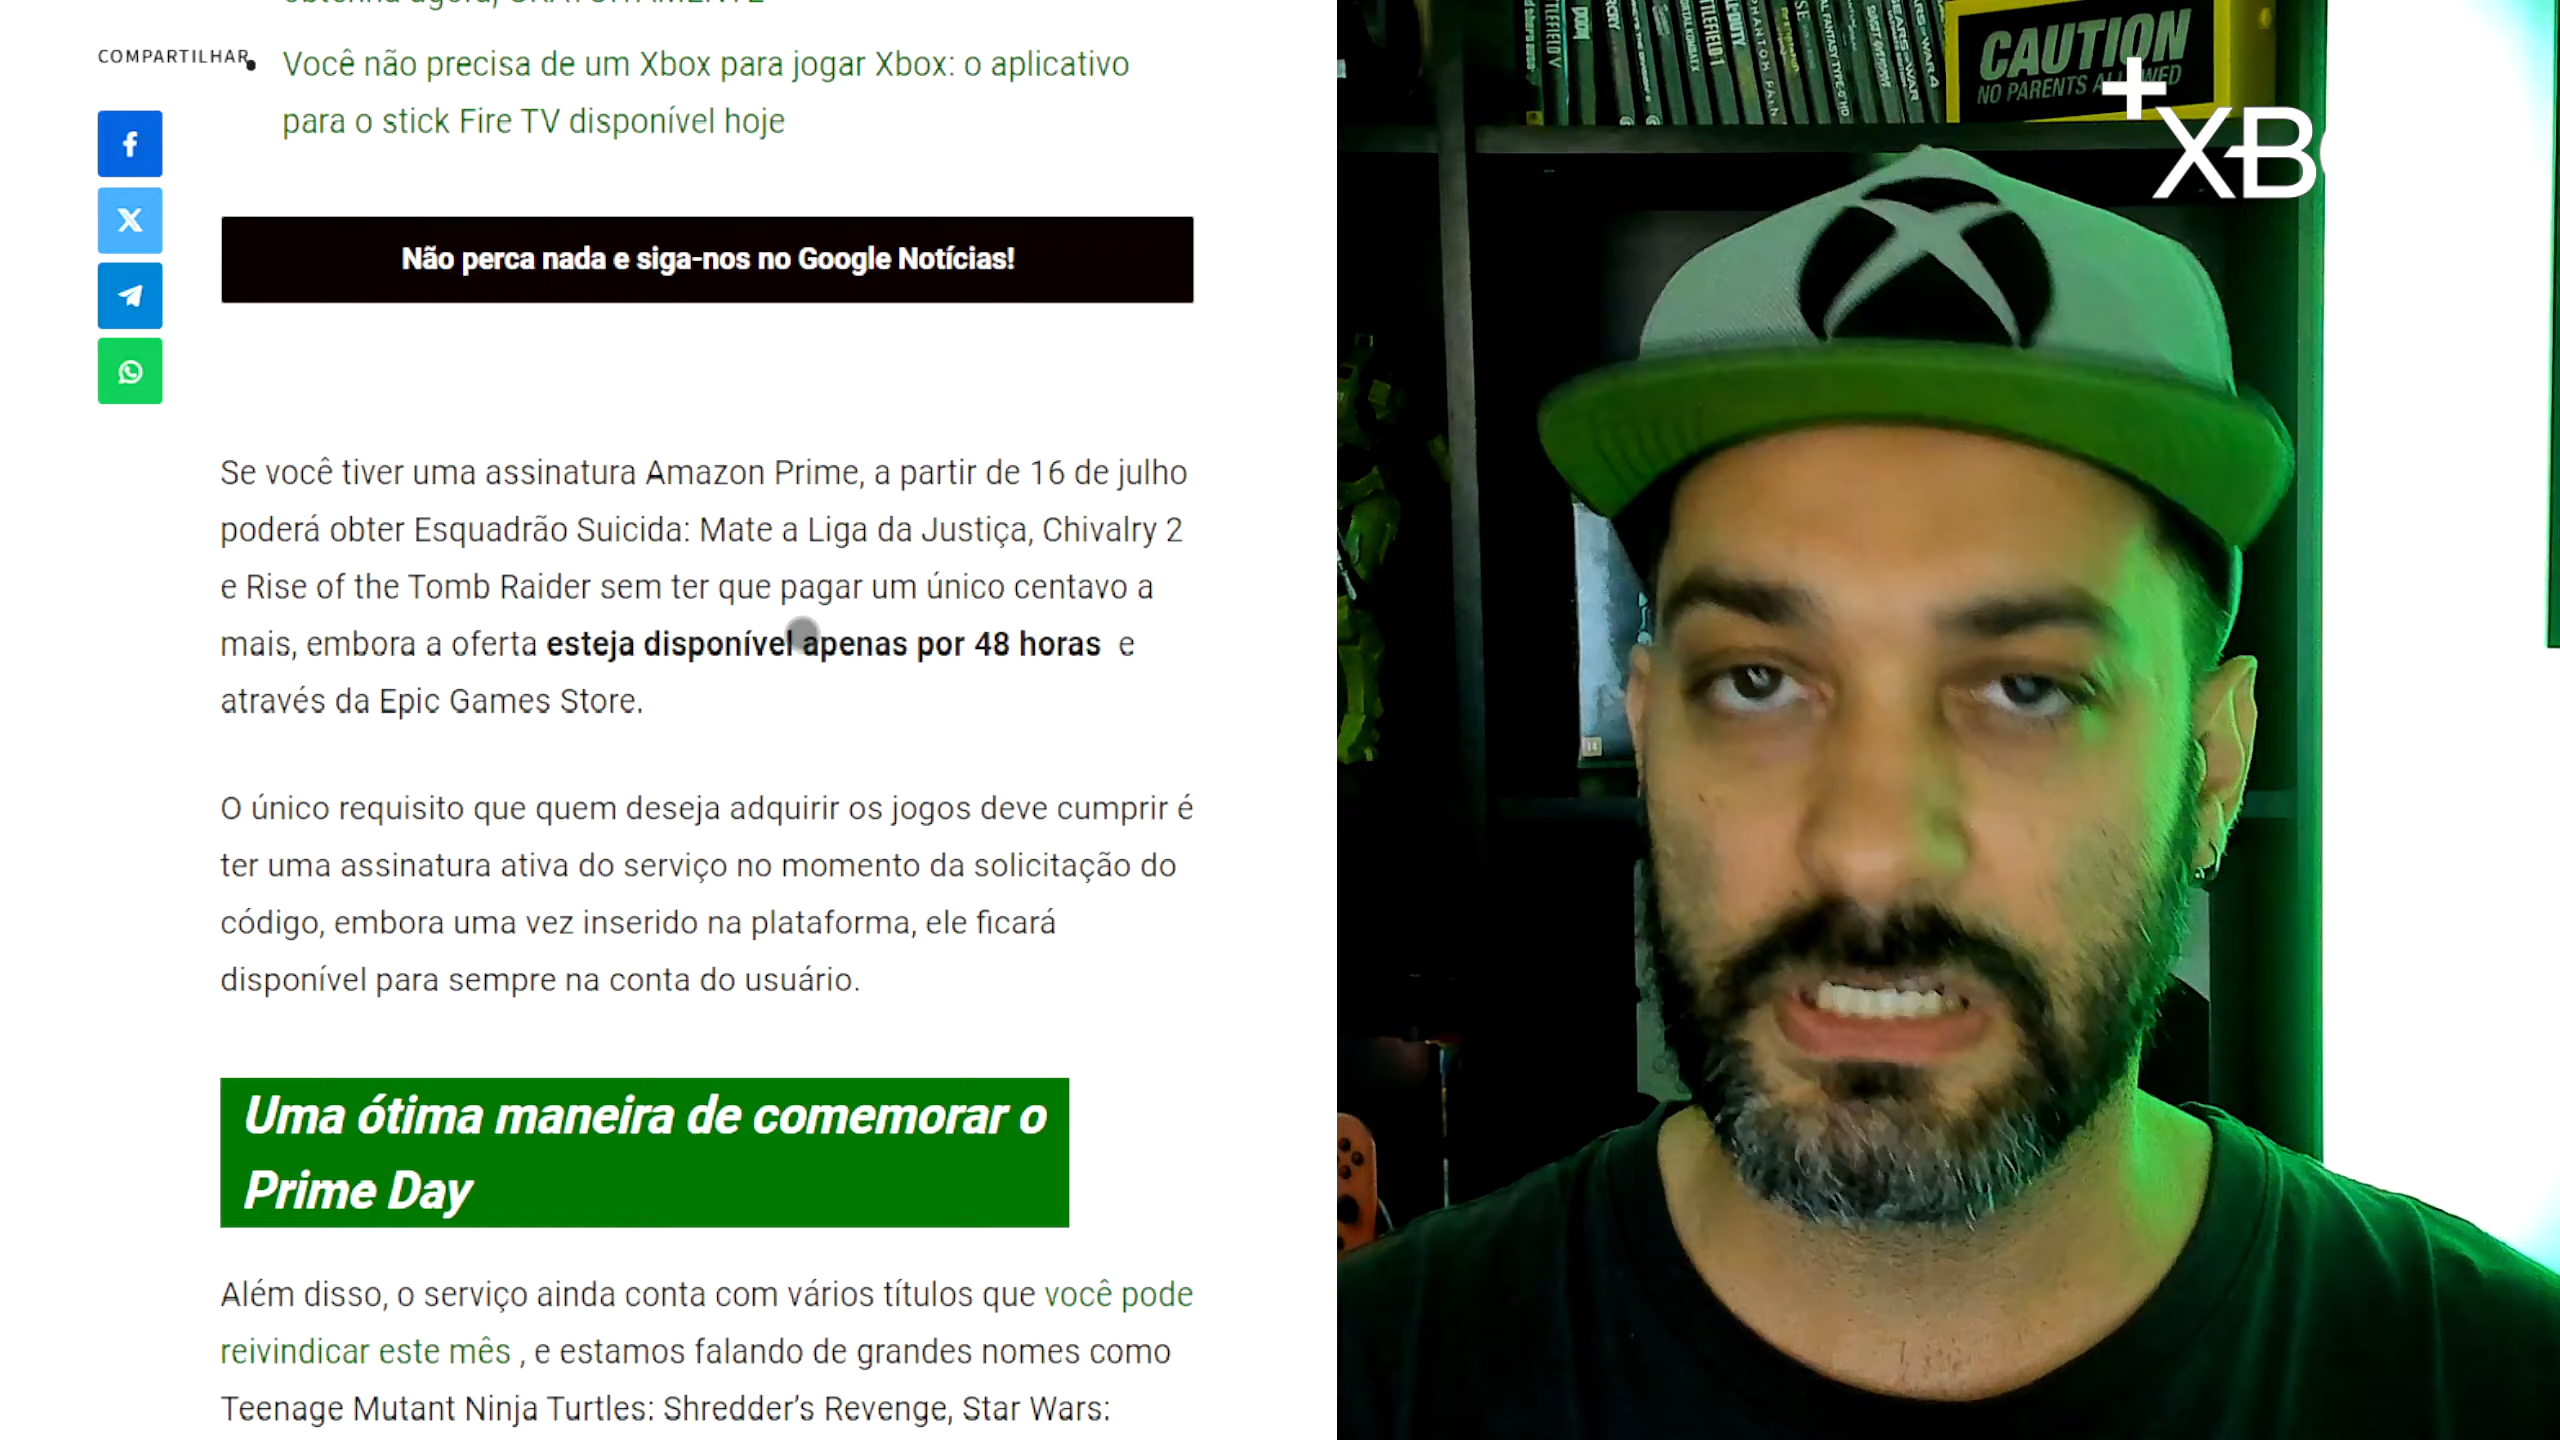 COMPARTILHAR
Você não precisa de um Xbox para jogar Xbox: o aplicativo
para o stick Fire TV disponível hoje
Não perca nada e siga-nos no Google Notícias!
Se você tiver uma assinatura Amazon Prime, a partir de 16 de julho
poderá obter Esquadrão Suicida: Mate a Liga da Justiça, Chivalry 2
e Rise of the Tomb Raider sem ter que pagar um único centavo a
mais, embora a oferta esteja disponível apenas por 48 horas e
através da Epic Games Store.
O único requisito que quem deseja adquirir os jogos deve cumprir é
ter uma assinatura ativa do serviço no momento da solicitação do
código, embora uma vez inserido na plataforma, ele ficará
disponível para sempre na conta do usuário.
Uma ótima maneira de comemorar o
Prime Day
Além disso, o serviço ainda conta com vários títulos que você pode
reivindicar este mês , e estamos falando de grandes nomes como
Teenage Mutant Ninja Turtles: Shredder’s Revenge, Star Wars:
CAUTION
NO PARENTS
+XB